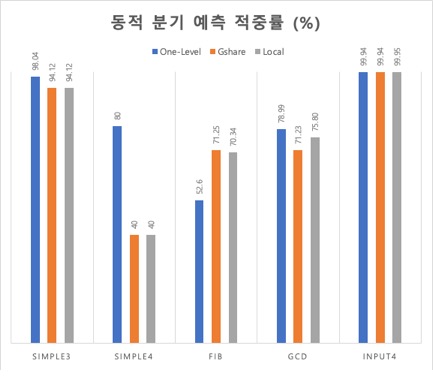 동적 분기 예측 적중률 (%)
One-Level Gshare Local
98.04 94.12 94.12
80 40 40
52.6 71.25 70.34
78.99 71.23 75.80
99.94 99.94 99.95
SIMPLE3 SIMPLE4 FIB GCD INPUT4